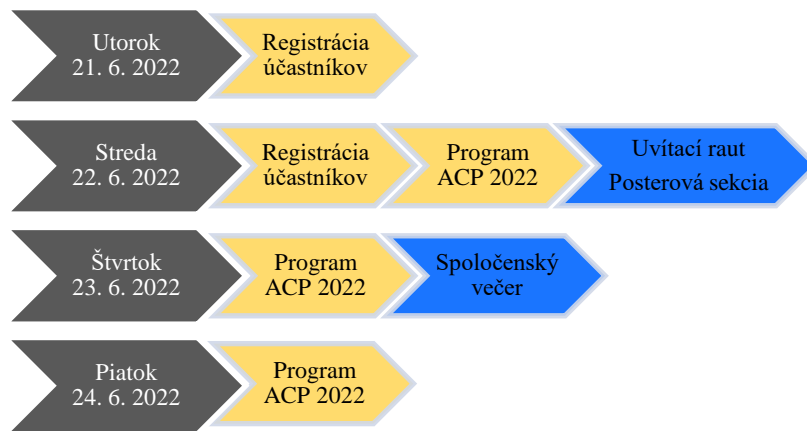 Utorok
21. 6. 2022
Registrácia
účastníkov
Streda
22. 6. 2022
Registrácia
účastníkov
Program
ACP 2022
Uvítací raut
Posterová sekcia
Štvrtok
23. 6. 2022
Program
ACP 2022
Spoločenský
večer
Piatok
24. 6. 2022
Program
ACP 2022